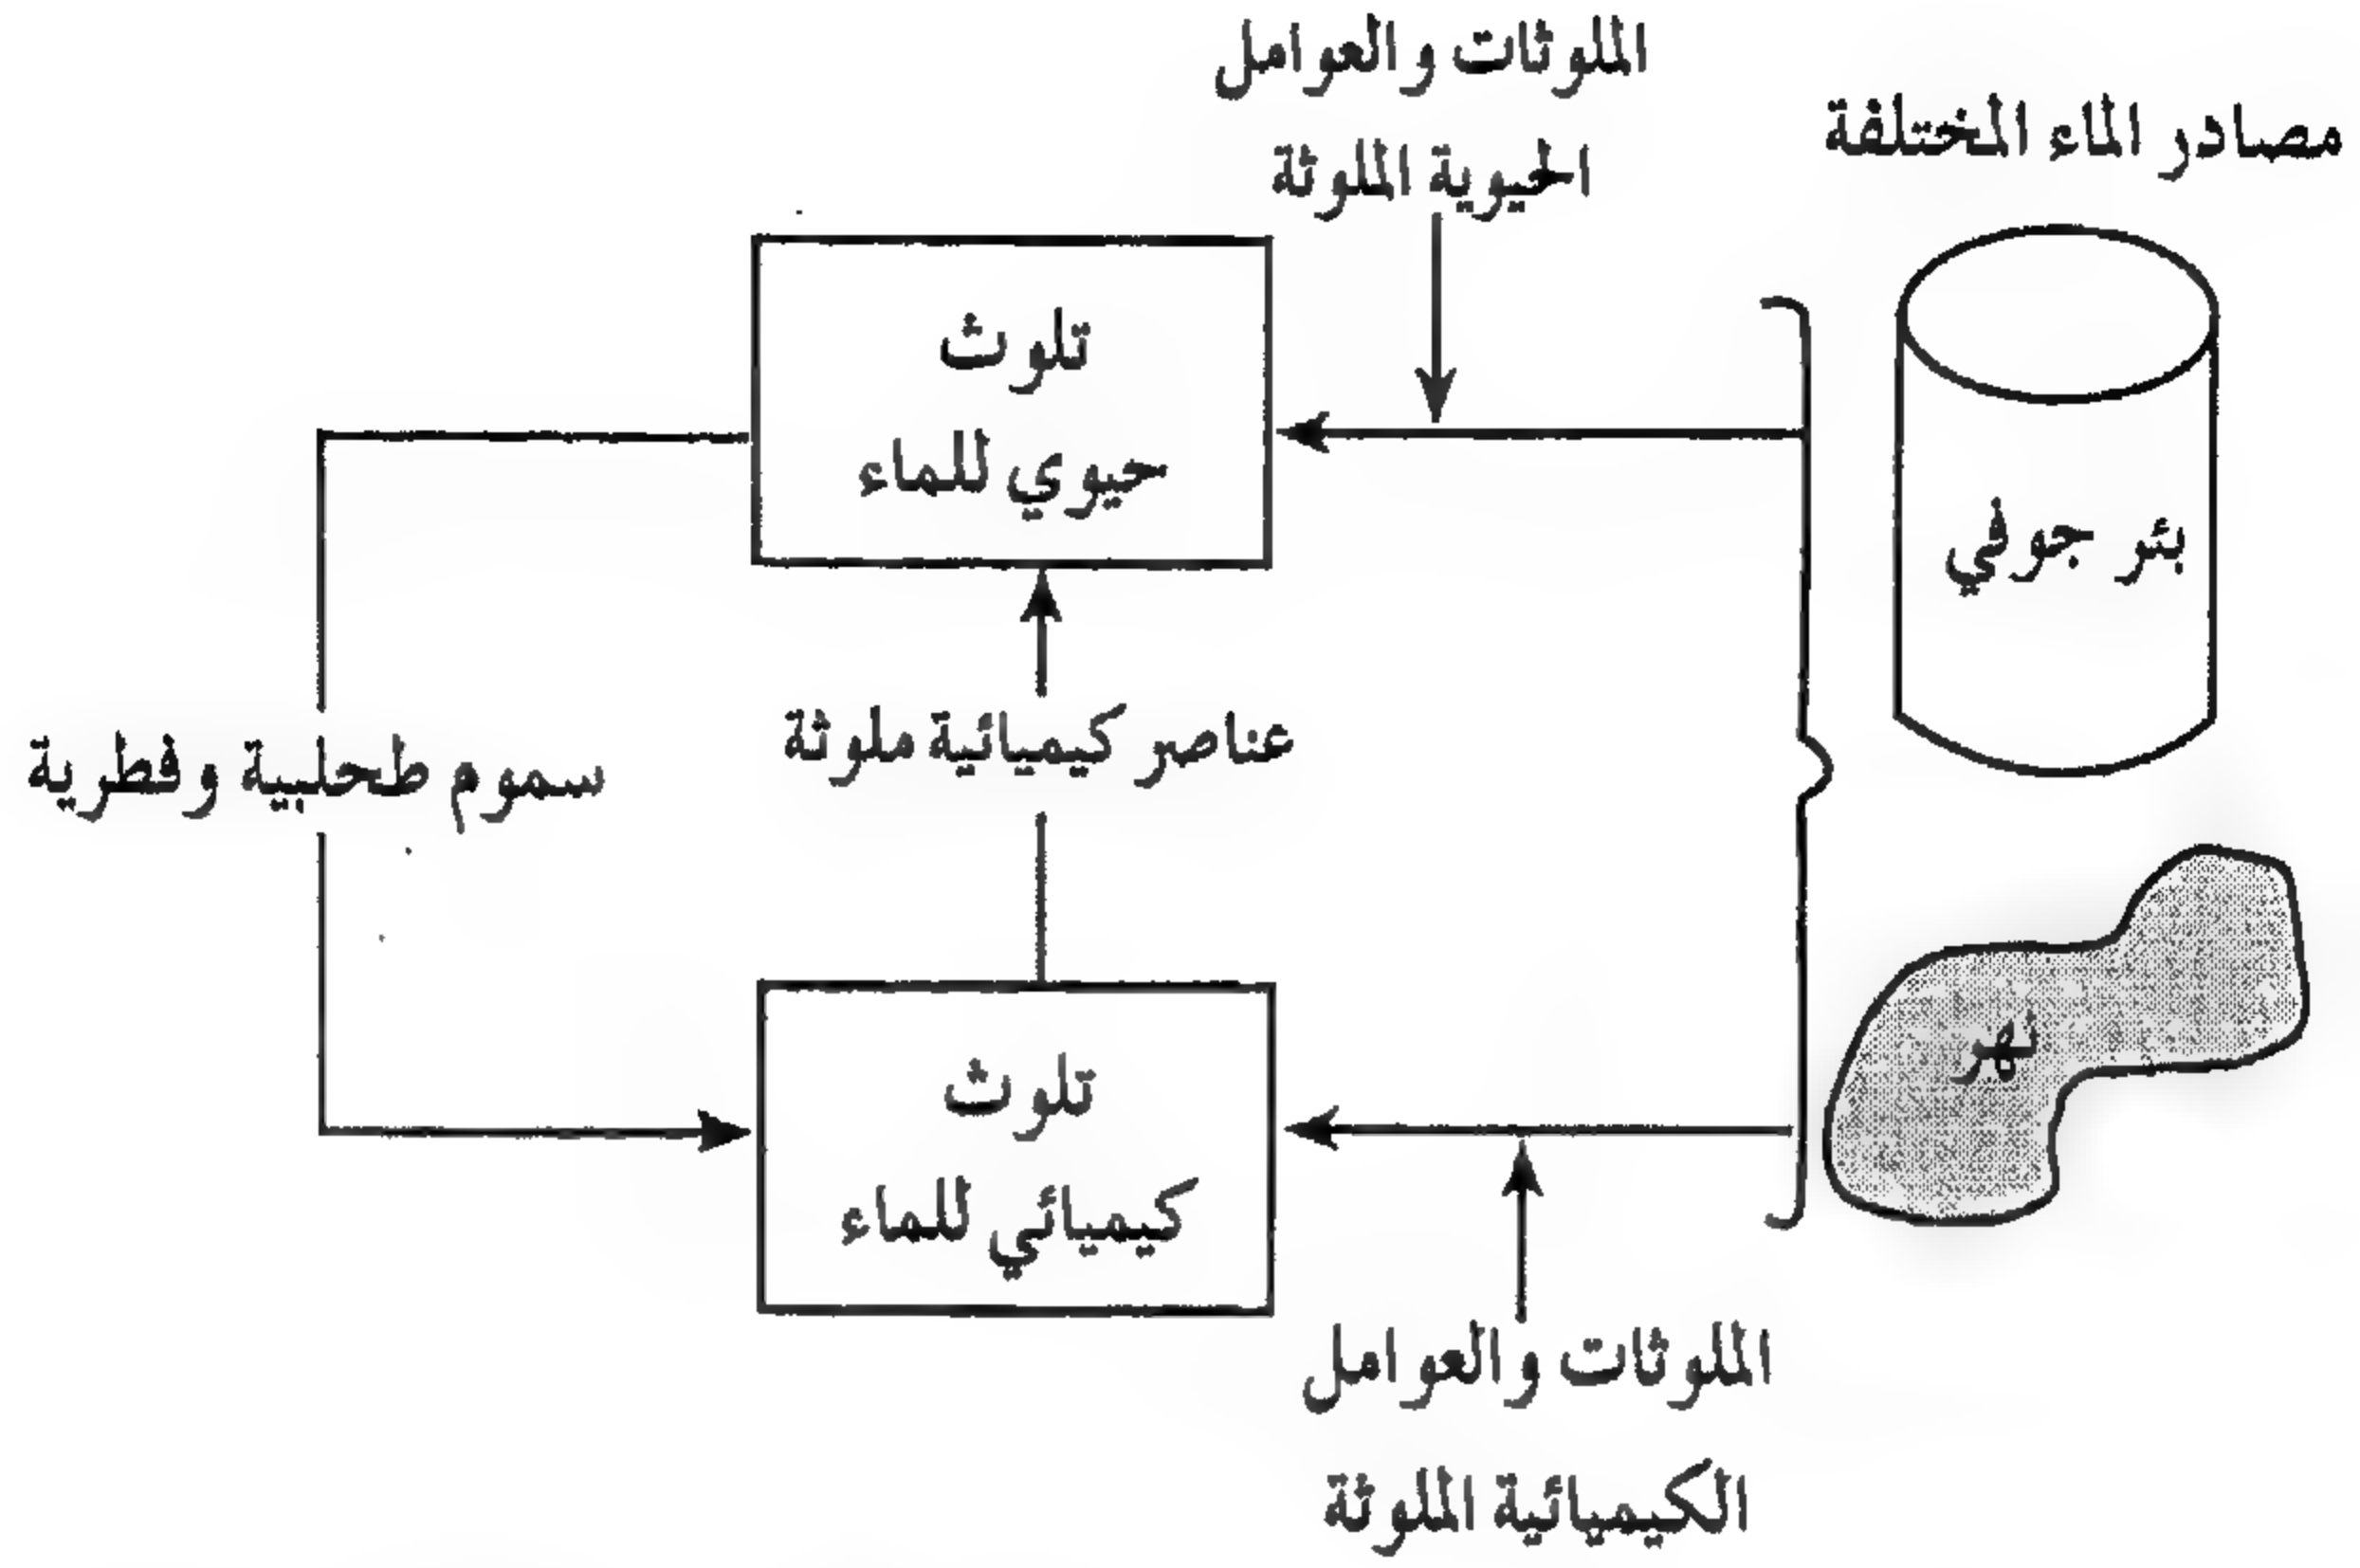 مصادر الماء المختلفة
بئر جوفي
نهر
الملوثات والعوامل
الحيوية الملوثة
تلوث
حيوي للماء
عناصر كيميائية ملوثة
سموم طحلبية وفطرية
تلوث
كيميائي للماء
الملوثات والعوامل
الكيميائية الملوثة